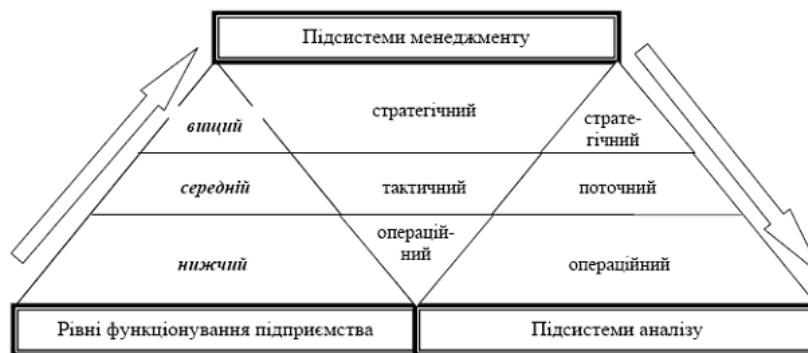 Підсистеми менеджменту
вищий
стратегічний
страте-
гічний
середній
тактичний
поточний
операцій-
ний
нижчий
операційний
Рівні функціонування підприємства
Підсистеми аналізу